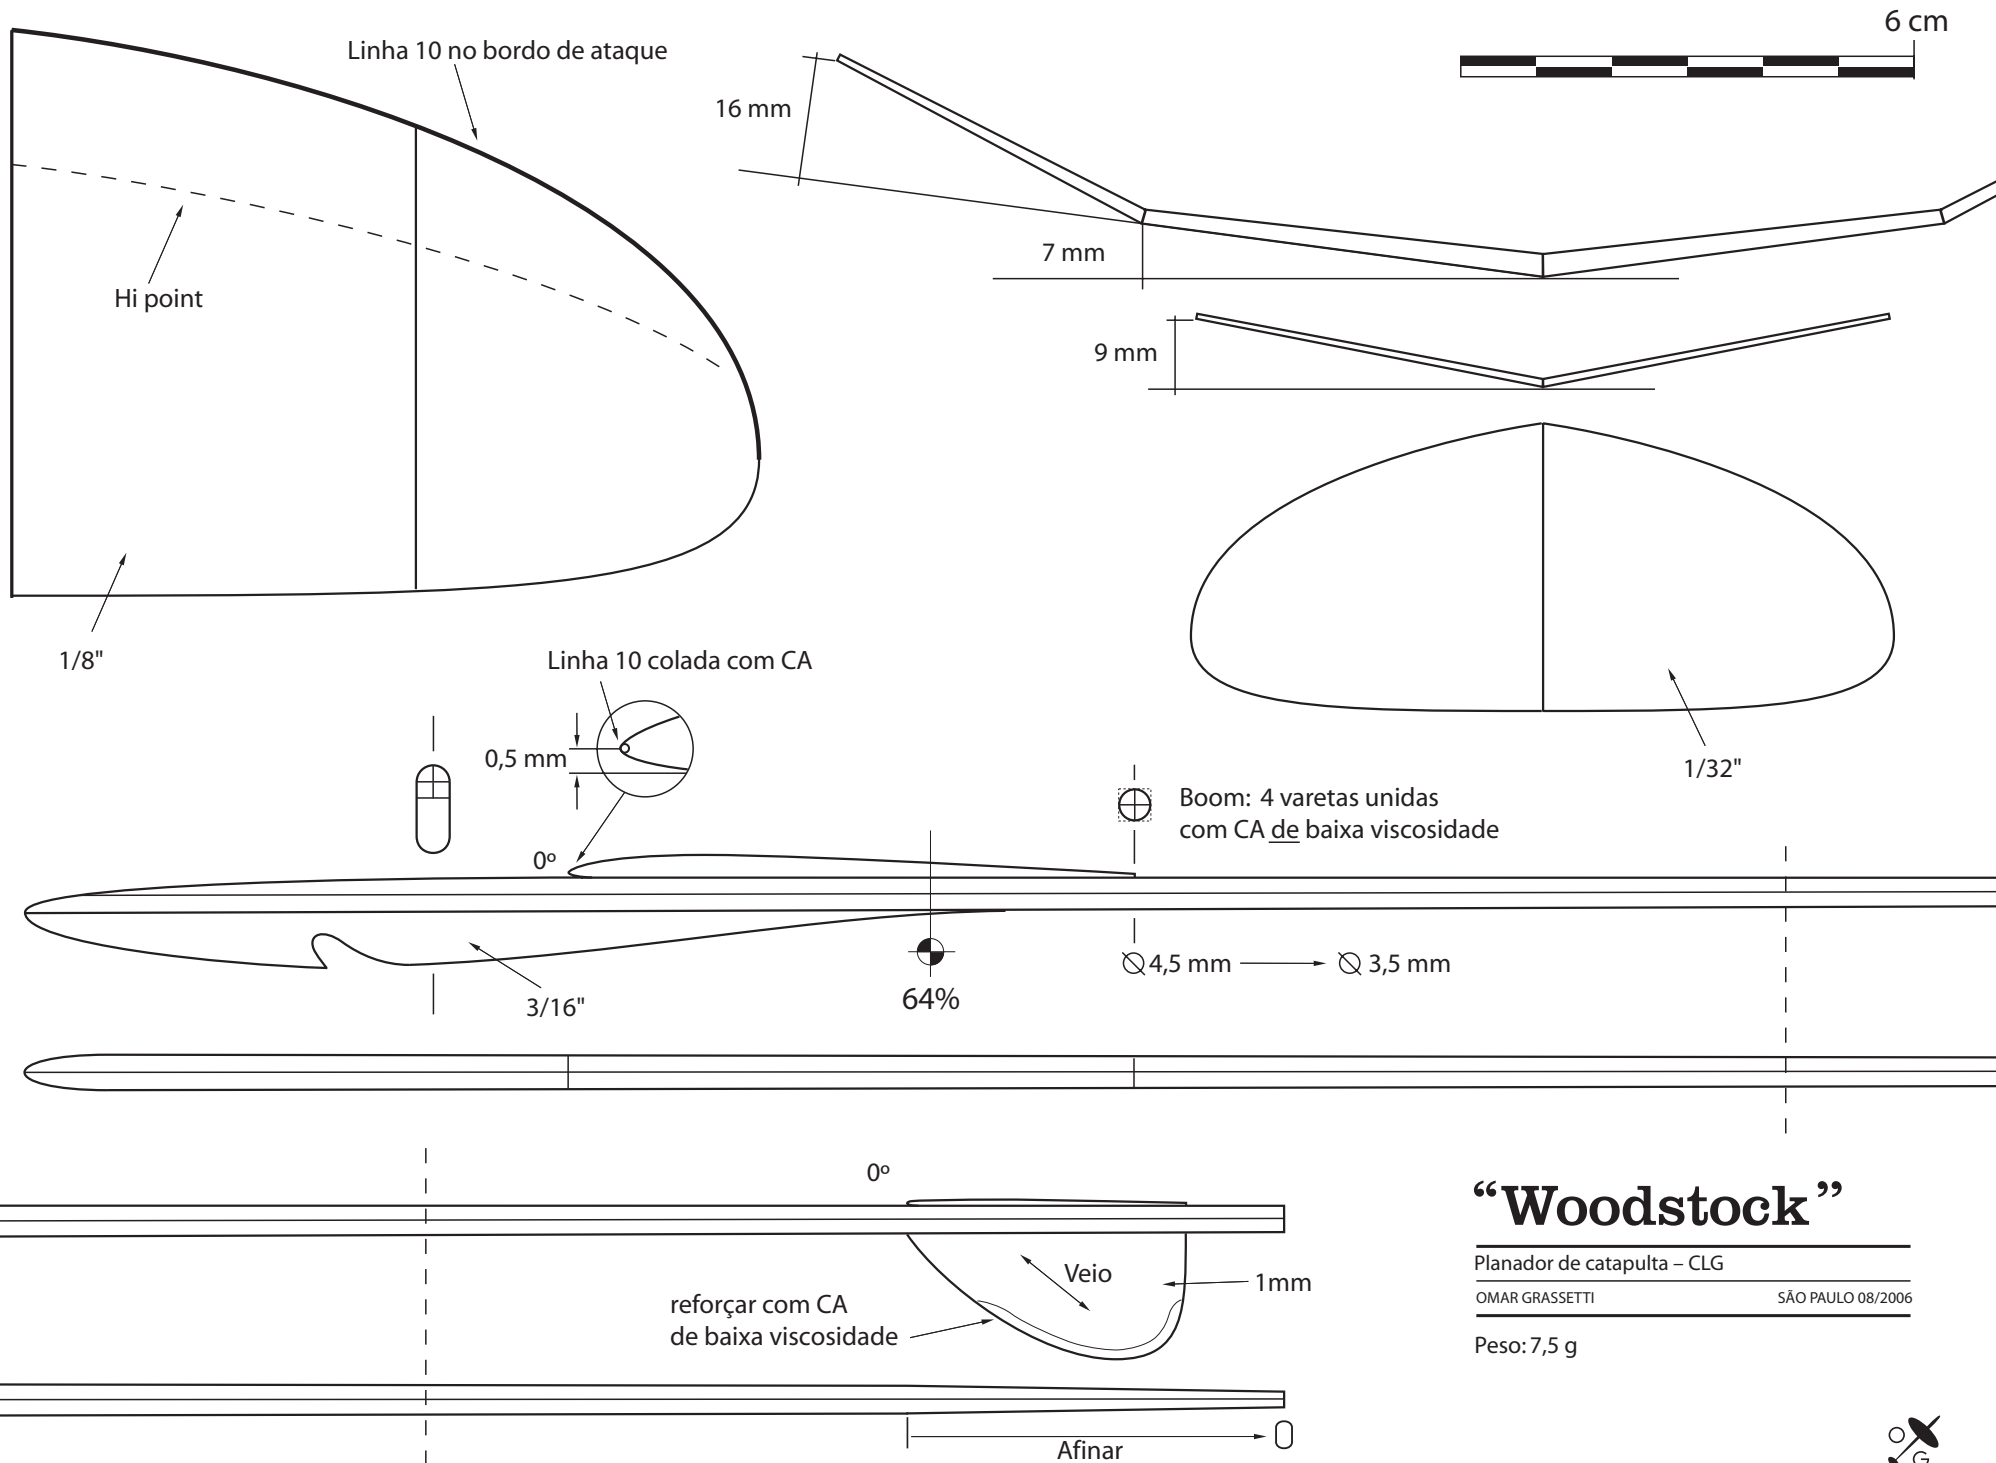 6 cm
Linha 10 no bordo de ataque
16 mm
7 mm
Hi point
9 mm
1/8"
Linha 10 colada com CA
0,5 mm
1/32"
Boom: 4 varetas unidas
com CA de baixa viscosidade
0º
4,5 mm
3,5 mm
64%
3/16"
0º
Veio
1mm
reforçar com CA
de baixa viscosidade
Afinar
“Woodstock”
Planador de catapulta – CLG
OMAR GRASSETTI SÃO PAULO 08/2006
Peso: 7,5 g
O G